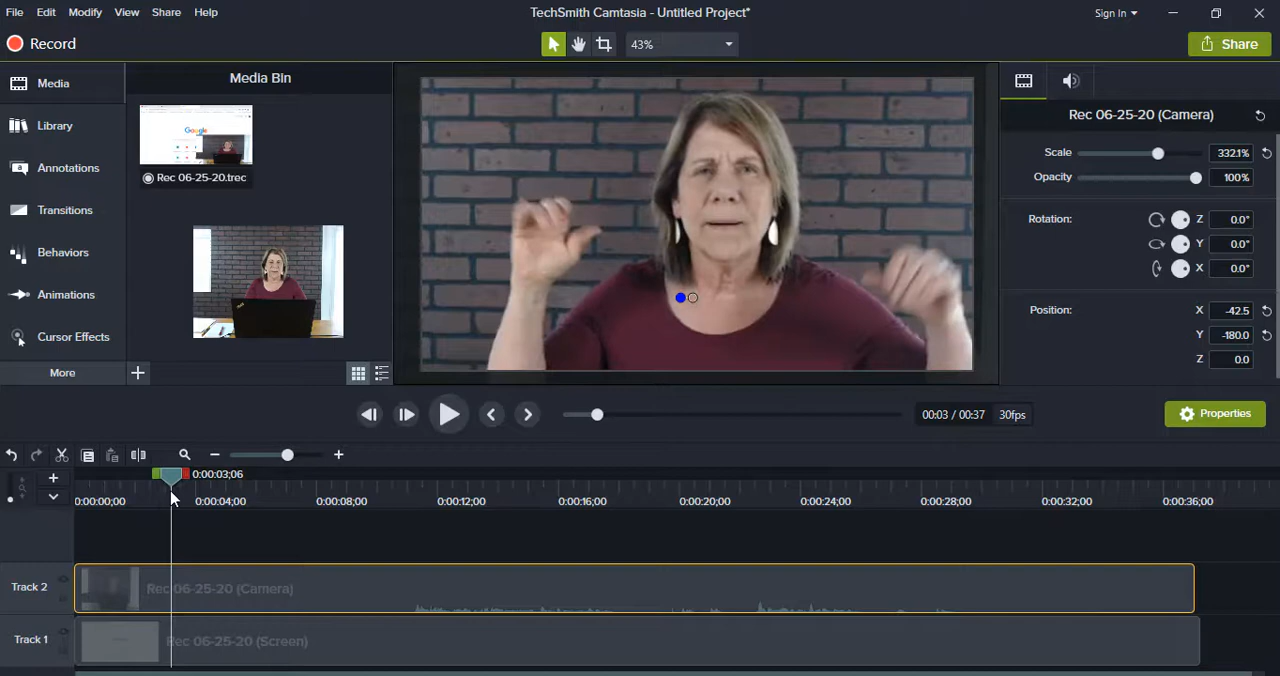 File Edit Modify View Share Help TechSmith Camtasia - Untitled Project* Sign In
Record 43% Share
Media
Library
Annotations
Transitions
Behaviors
Animations
Cursor Effects
More
Media Bin
Google
Rec 06-25-20.trec
Rec 06-25-20 (Camera)
Scale 332.1%
Opacity 100%
Rotation: Z 0.0°
Y 0.0°
X 0.0°
Position: X -42.5
Y -180.0
Z 0.0
00:03 / 00:37 30fps Properties
0:00:03;06
0:00:00;00 0:00:04;00 0:00:08;00 0:00:12;00 0:00:16;00 0:00:20;00 0:00:24;00 0:00:28;00 0:00:32;00 0:00:36;00
Track 2 Rec 06-25-20 (Camera)
Track 1 Rec 06-25-20 (Screen)